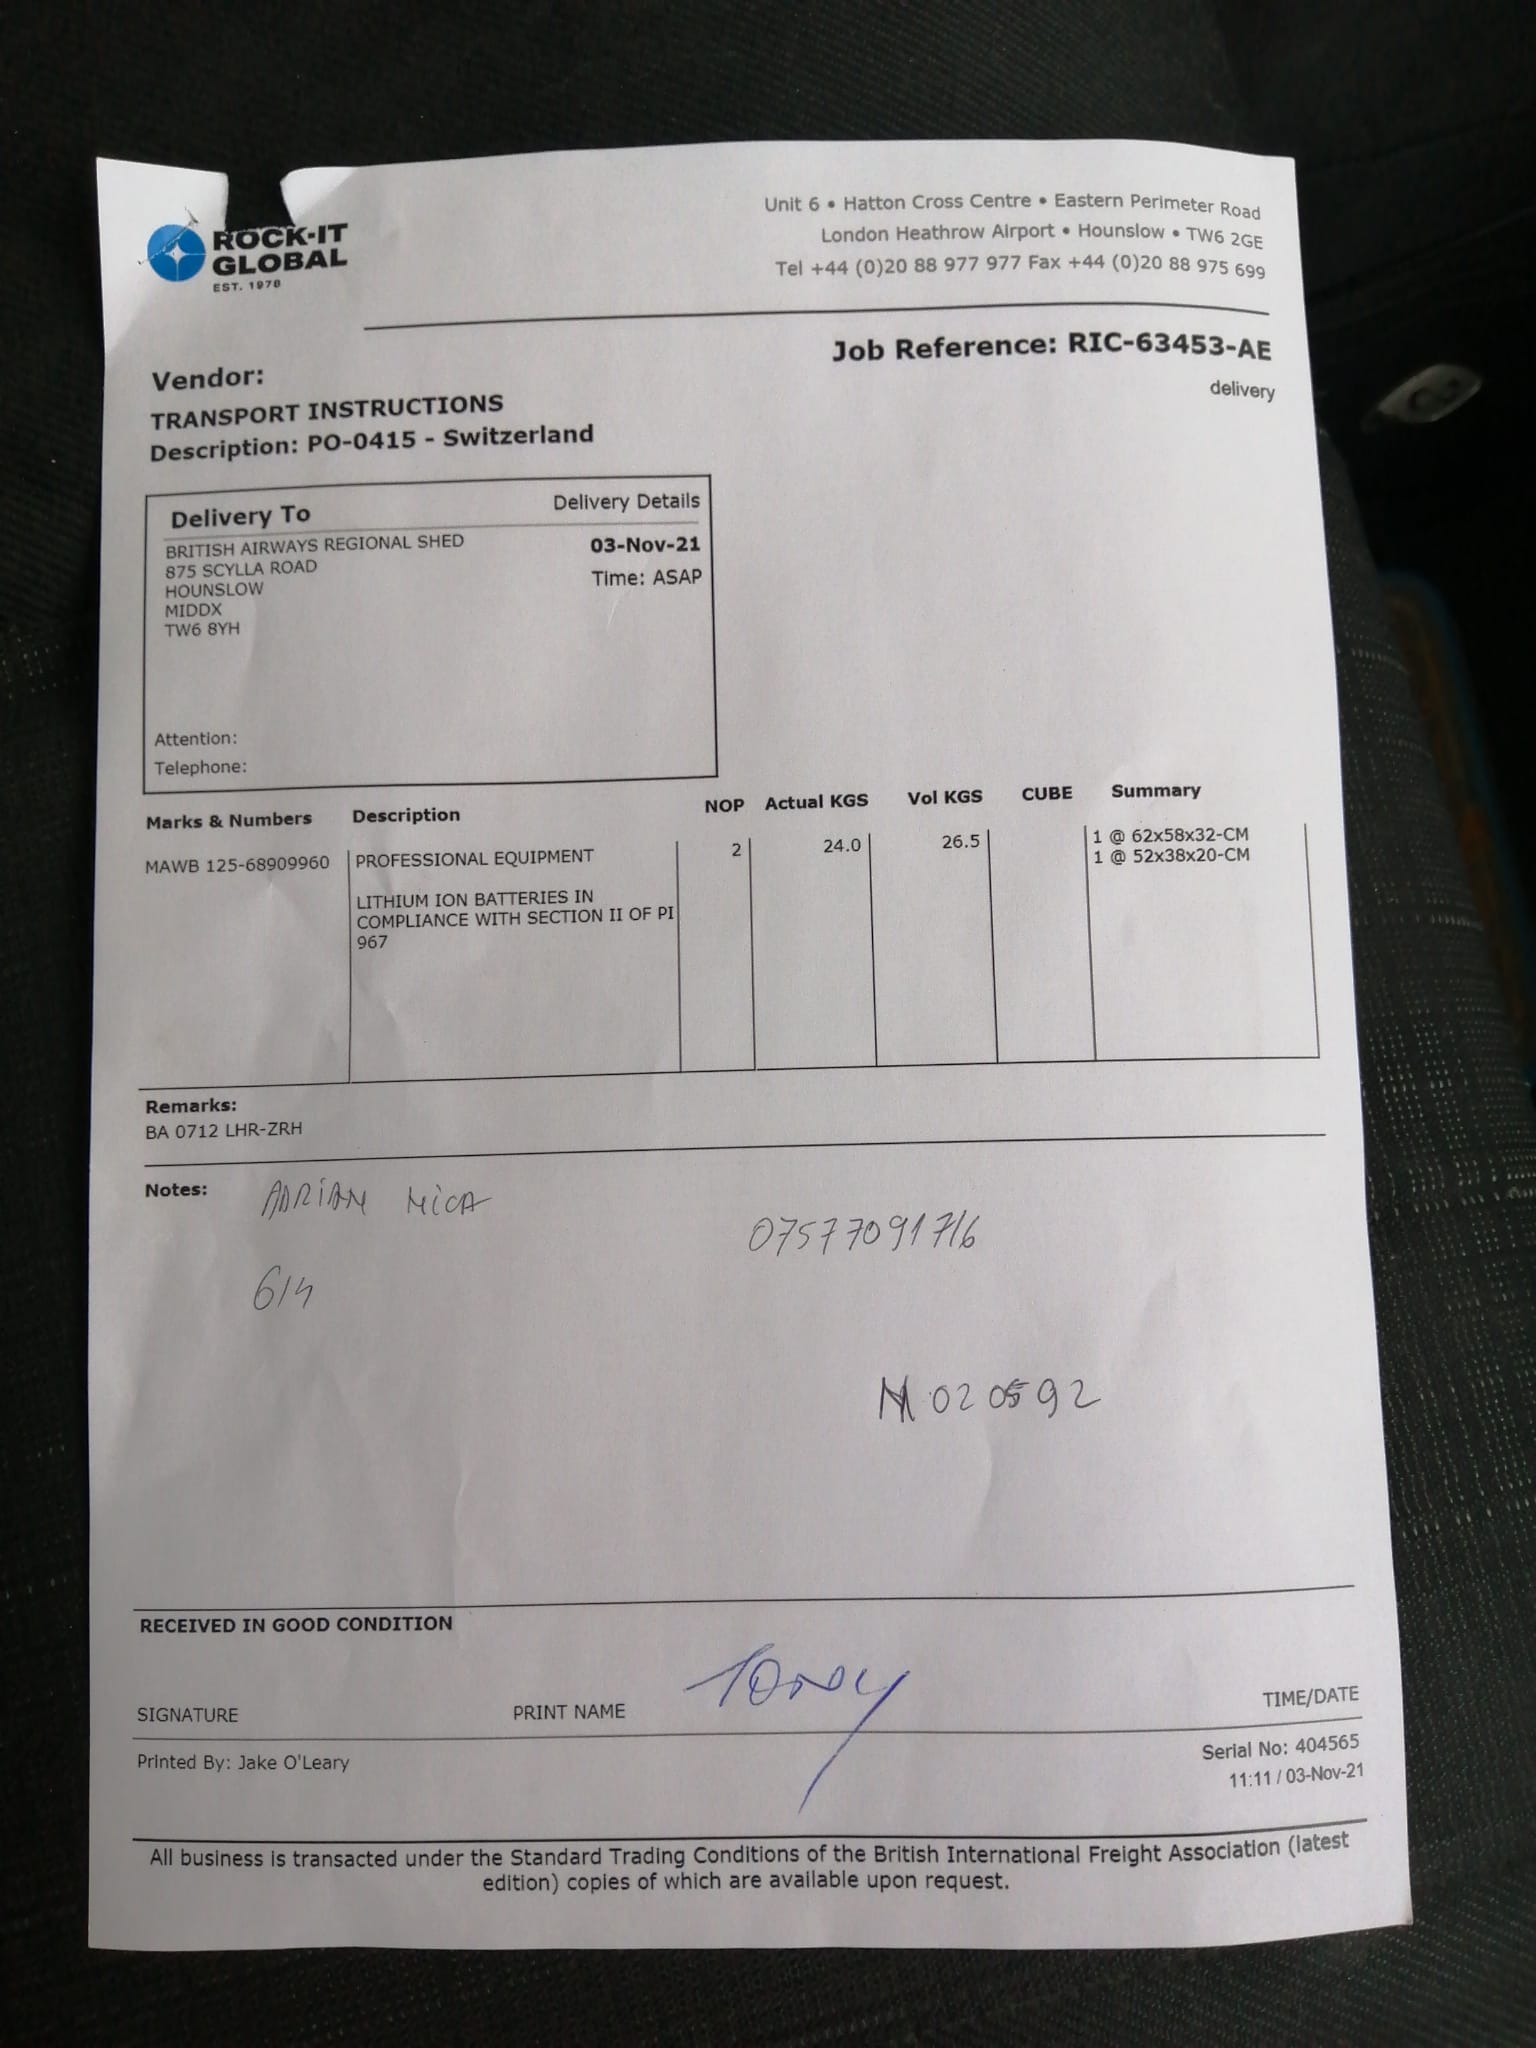 ROCK-IT
GLOBAL
EST. 1978
Unit 6 • Hatton Cross Centre • Eastern Perimeter Road
London Heathrow Airport • Hounslow • TW6 2GE
Tel +44 (0)20 88 977 977 Fax +44 (0)20 88 975 699
Job Reference: RIC-63453-AE
delivery
Vendor:
TRANSPORT INSTRUCTIONS
Description: PO-0415 - Switzerland
Delivery To Delivery Details
BRITISH AIRWAYS REGIONAL SHED 03-Nov-21
875 SCYLLA ROAD Time: ASAP
HOUNSLOW
MIDDX
TW6 8YH
Attention:
Telephone:
Marks & Numbers Description NOP Actual KGS Vol KGS CUBE Summary
MAWB 125-68909960 PROFESSIONAL EQUIPMENT 2 24.0 26.5 1 @ 62x58x32-CM
1 @ 52x38x20-CM
LITHIUM ION BATTERIES IN
COMPLIANCE WITH SECTION II OF PI
967
Remarks:
BA 0712 LHR-ZRH
Notes: ADRIAN MICA
07577091716
614
020592
RECEIVED IN GOOD CONDITION
SIGNATURE PRINT NAME TONY TIME/DATE
Printed By: Jake O'Leary Serial No: 404565
11:11 / 03-Nov-21
All business is transacted under the Standard Trading Conditions of the British International Freight Association (latest
edition) copies of which are available upon request.